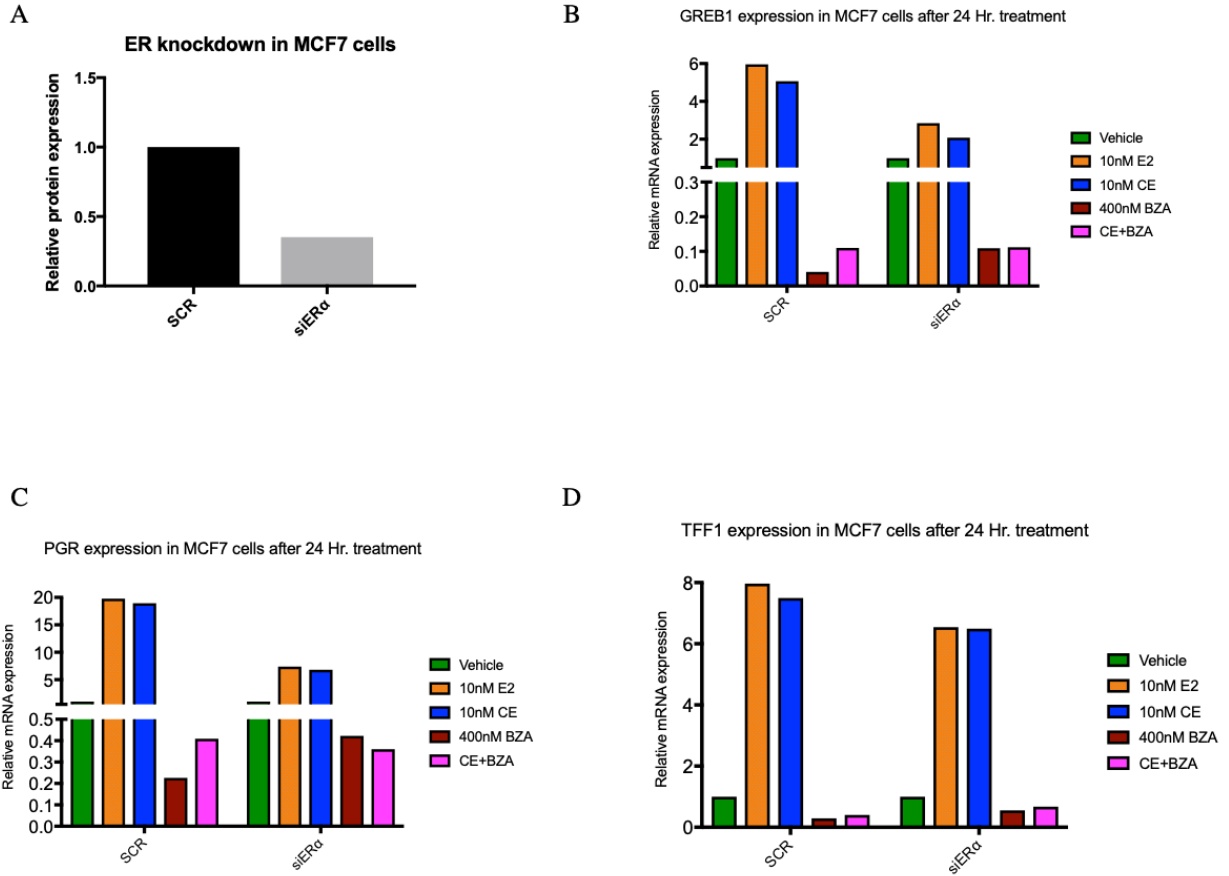 A
ER knockdown in MCF7 cells
Relative protein expression
1.5
1.0
0.5
0.0
SCR
siERα
B
GREB1 expression in MCF7 cells after 24 Hr. treatment
Relative mRNA expression
6
4
2
0.3
0.2
0.1
0.0
SCR
siERα
Vehicle
10nM E2
10nM CE
400nM BZA
CE+BZA
C
PGR expression in MCF7 cells after 24 Hr. treatment
Relative mRNA expression
20
15
10
5
0.5
0.4
0.3
0.2
0.1
0.0
SCR
siERα
Vehicle
10nM E2
10nM CE
400nM BZA
CE+BZA
D
TFF1 expression in MCF7 cells after 24 Hr. treatment
Relative mRNA expression
8
6
4
2
0
SCR
siERα
Vehicle
10nM E2
10nM CE
400nM BZA
CE+BZA